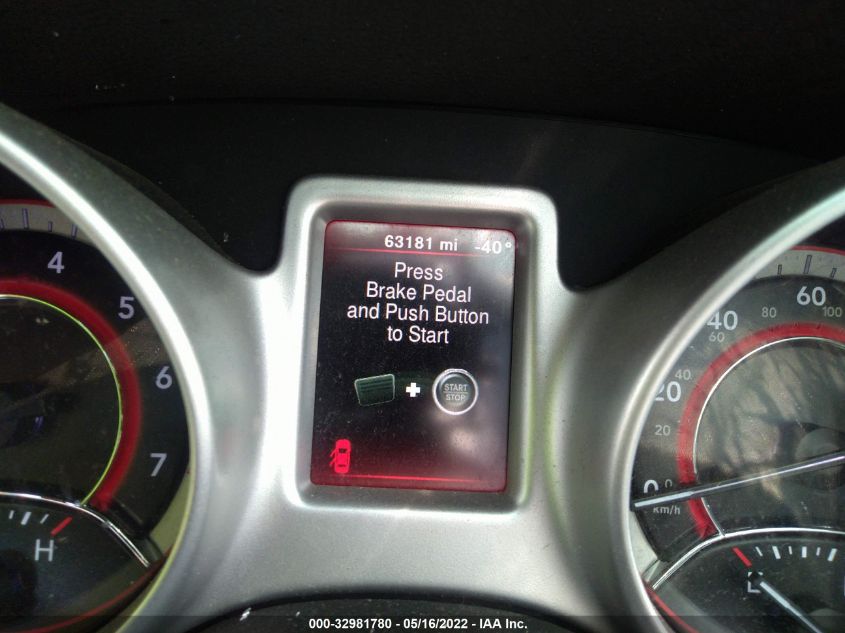 63181 mi -40°
Press
Brake Pedal
and Push Button
to Start
START
STOP
4
5
6
7
H
60
40
20
0
100
80
60
40
20
0
km/h
000-32981780 - 05/16/2022 - IAA Inc.